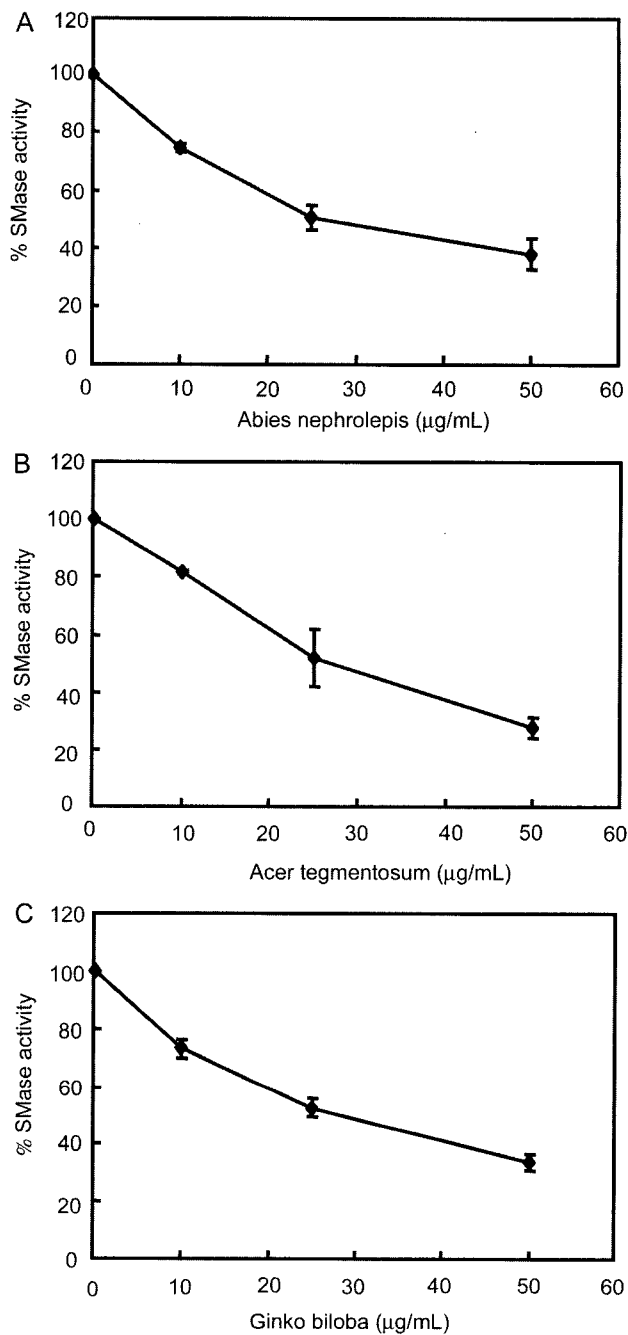 A
120
100
80
60
40
20
0
% SMase activity
0 10 20 30 40 50 60
Abies nephrolepis (μg/mL)
B
120
100
80
60
40
20
0
% SMase activity
0 10 20 30 40 50 60
Acer tegmentosum (μg/mL)
C
120
100
80
60
40
20
0
% SMase activity
0 10 20 30 40 50 60
Ginko biloba (μg/mL)